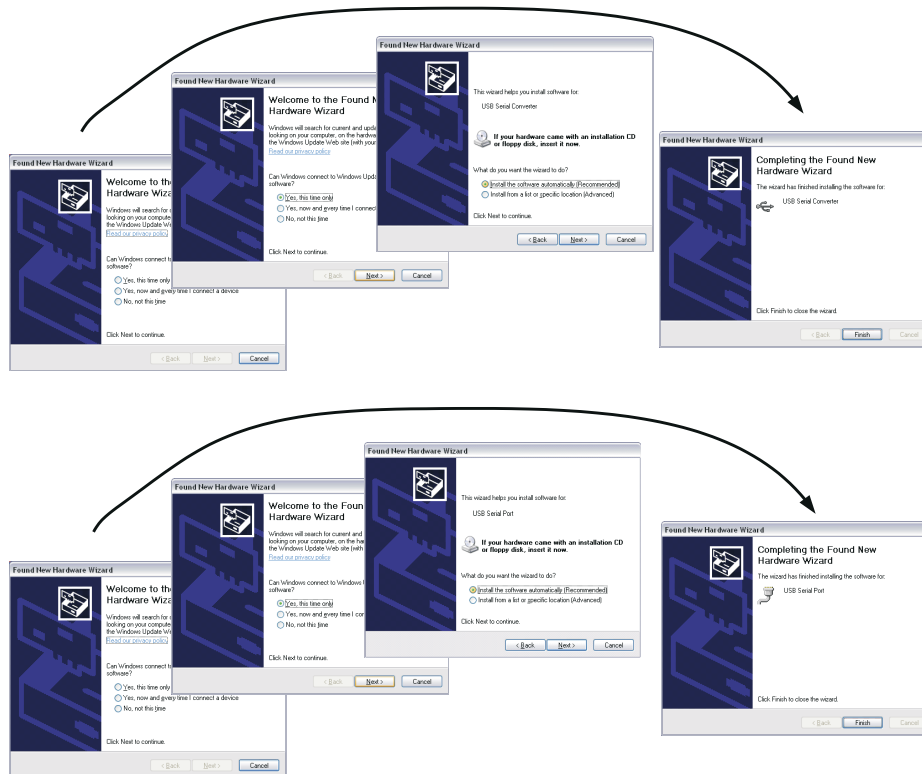 Found New Hardware Wizard
This wizard helps you install software for:
USB Serial Converter
If your hardware came with an installation CD
or floppy disk, insert it now.
What do you want the wizard to do?
Install the software automatically (Recommended)
Install from a list or specific location (Advanced)
Click Next to continue.
< Back
Next >
Cancel
Found New Hardware Wizard
Welcome to the Found
Hardware Wizard
Windows will search for current and
looking on your computer, on the hardware
the Windows Update Web site (with your
Read our privacy policy
Can Windows connect to Windows
software?
Yes, this time only
Yes, now and every time I connect
No, not this time
Click Next to continue.
< Back
Next >
Cancel
Found New Hardware Wizard
Welcome to
Hardware
Windows will search for
looking on your computer
the Windows Update
Read our privacy policy
Can Windows connect
software?
Yes, this time only
Yes, now and every time I connect a device
No, not this time
Click Next to continue.
< Back
Next >
Cancel
Found New Hardware Wizard
Completing the Found New
Hardware Wizard
The wizard has finished installing the software for:
USB Serial Converter
Click Finish to close the wizard.
< Back
Finish
Cancel
Found New Hardware Wizard
This wizard helps you install software for:
USB Serial Port
If your hardware came with an installation CD
or floppy disk, insert it now.
What do you want the wizard to do?
Install the software automatically (Recommended)
Install from a list or specific location (Advanced)
Click Next to continue.
< Back
Next >
Cancel
Found New Hardware Wizard
Welcome to the Foun
Hardware Wizard
Windows will search for current and
looking on your computer, on the
the Windows Update Web site (with
Read our privacy policy
Can Windows connect to Windows
software?
Yes, this time only
Yes, now and every time I
No, not this time
Click Next to continue.
< Back
Next >
Cancel
Found New Hardware Wizard
Welcome to
Hardware
Windows will search for
looking on your computer
the Windows Update
Read our privacy policy
Can Windows connect
software?
Yes, this time only
Yes, now and every time I connect a device
No, not this time
Click Next to continue.
< Back
Next >
Cancel
Found New Hardware Wizard
Completing the Found New
Hardware Wizard
The wizard has finished installing the software for:
USB Serial Port
Click Finish to close the wizard.
< Back
Finish
Cancel